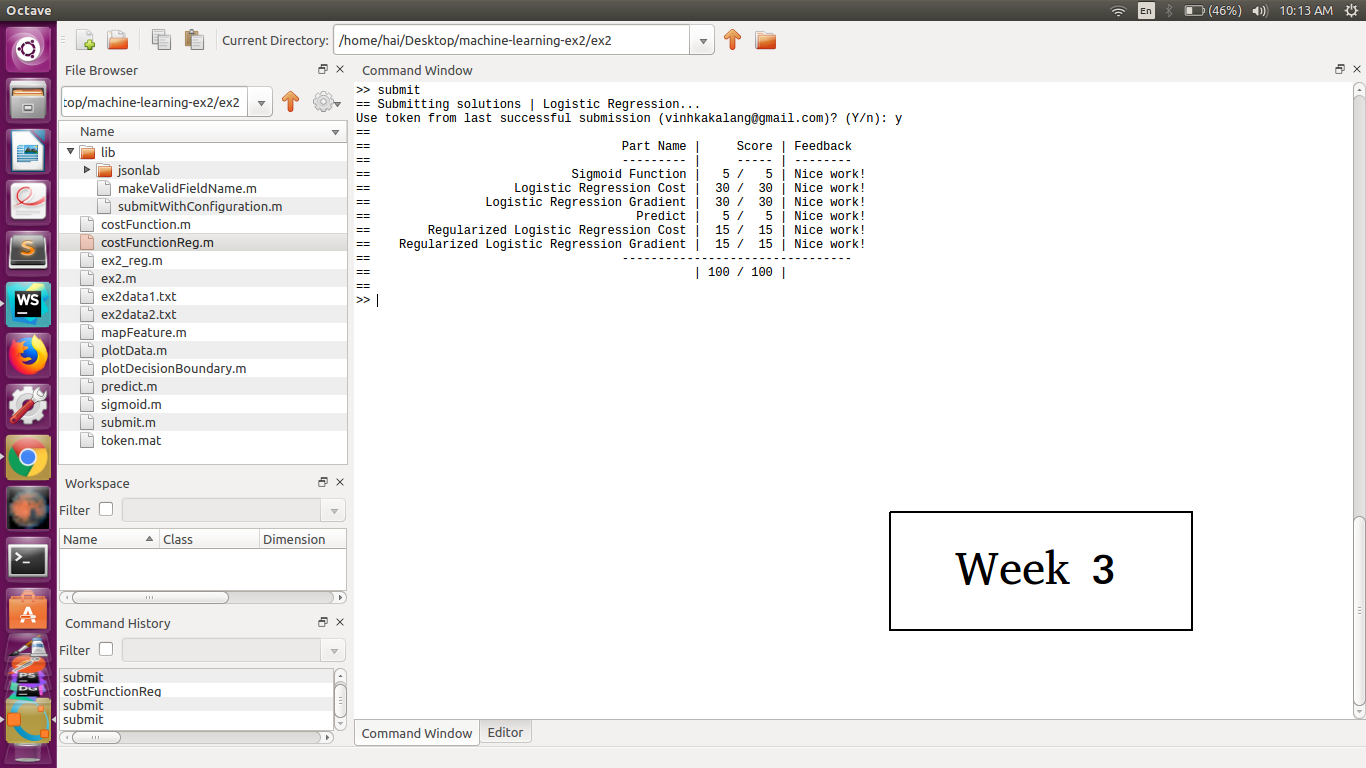 Octave
En
(46%)
10:13 AM
Current Directory:
/home/hai/Desktop/machine-learning-ex2/ex2
File Browser
top/machine-learning-ex2/ex2
Name
lib
jsonlab
makeValidFieldName.m
submitWithConfiguration.m
costFunction.m
costFunctionReg.m
ex2_reg.m
ex2.m
ex2data1.txt
ex2data2.txt
mapFeature.m
plotData.m
plotDecisionBoundary.m
predict.m
sigmoid.m
submit.m
token.mat
Workspace
Filter
Name Class Dimension
Command History
Filter
submit
costFunctionReg
submit
submit
Command Window
>> submit
== Submitting solutions | Logistic Regression...
Use token from last successful submission (vinhkakalang@gmail.com)? (Y/n): y
==
== Part Name | Score | Feedback
== --------- | ----- | --------
== Sigmoid Function | 5 / 5 | Nice work!
== Logistic Regression Cost | 30 / 30 | Nice work!
== Logistic Regression Gradient | 30 / 30 | Nice work!
== Predict | 5 / 5 | Nice work!
== Regularized Logistic Regression Cost | 15 / 15 | Nice work!
== Regularized Logistic Regression Gradient | 15 / 15 | Nice work!
== --------------------------------
== | 100 / 100 |
==
>>
Week 3
Command Window
Editor
WS
PS
DG